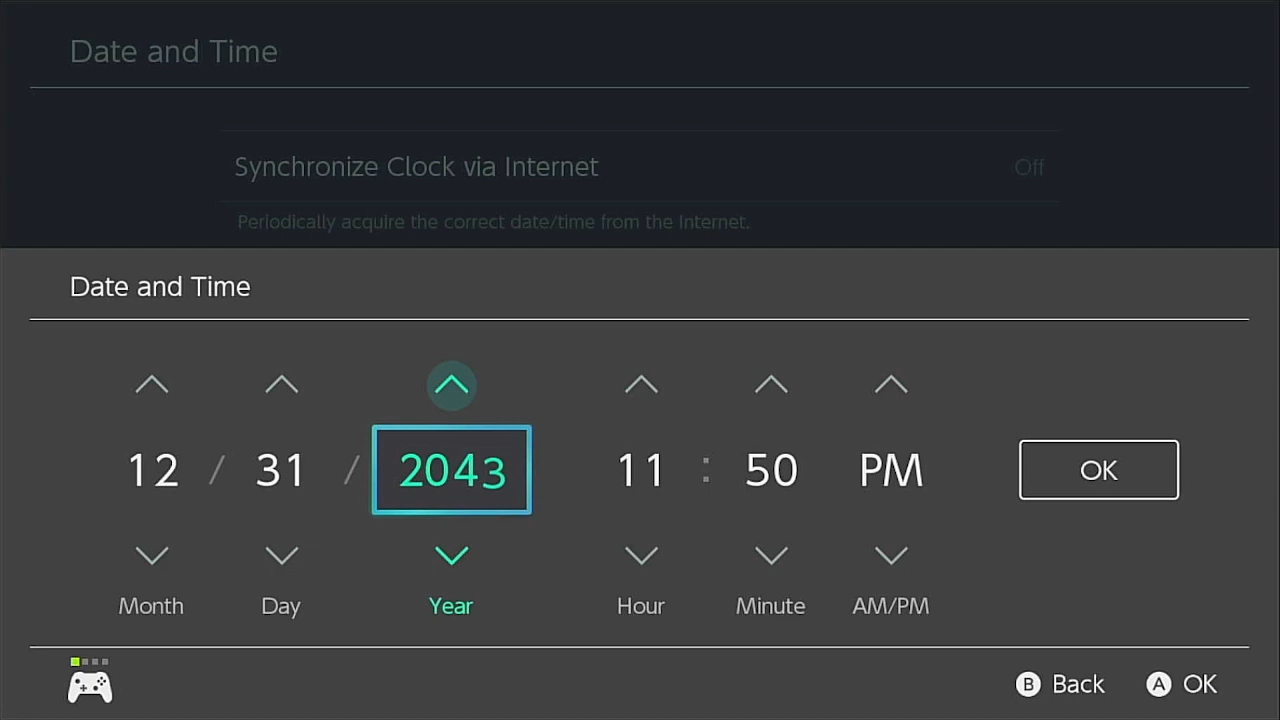 Date and Time
Synchronize Clock via Internet Off
Periodically acquire the correct date/time from the Internet.
Date and Time
12 / 31 / 2043 11 : 50 PM OK
Month Day Year Hour Minute AM/PM
B Back A OK